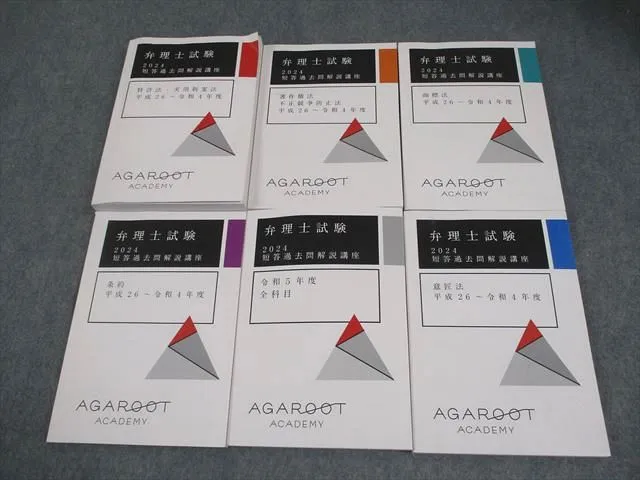 弁理士試験
2024
短答過去問解説講座
特許法・実用新案法
平成26～令和4年度
AGAROOT
ACADEMY
弁理士試験
2024
短答過去問解説講座
著作権法
不正競争防止法
平成26～令和4年度
AGAROOT
ACADEMY
弁理士試験
2024
短答過去問解説講座
商標法
平成26～令和4年度
AGAROOT
ACADEMY
弁理士試験
2024
短答過去問解説講座
条約
平成26～令和4年度
AGAROOT
ACADEMY
弁理士試験
2024
短答過去問解説講座
令和5年度
全科目
AGAROOT
ACADEMY
弁理士試験
2024
短答過去問解説講座
意匠法
平成26～令和4年度
AGAROOT
ACADEMY